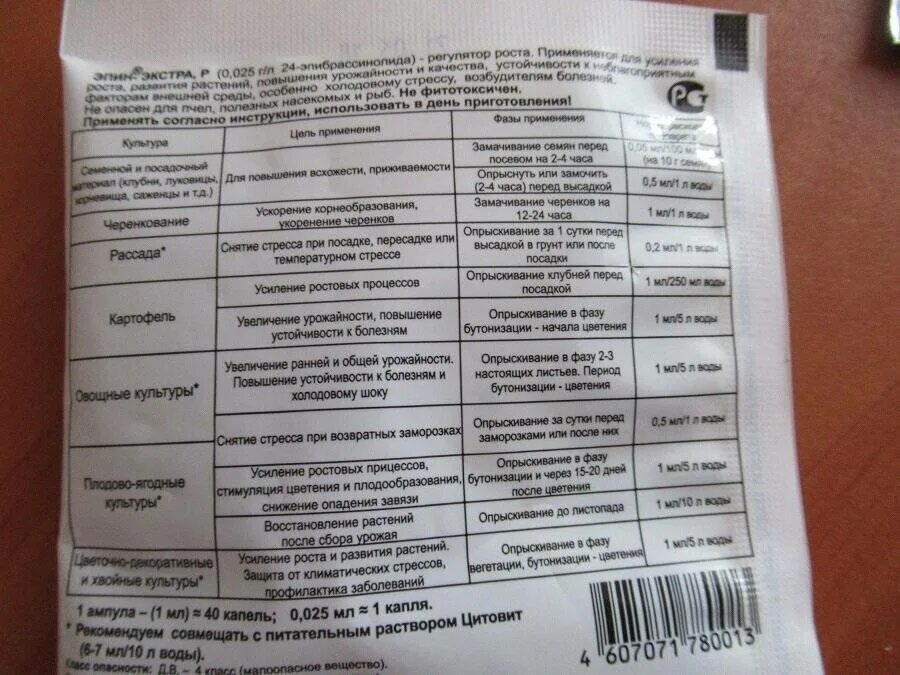 ЭПИН®-ЭКСТРА, Р (0,025 г/л 24-эпибрассинолида) - регулятор роста. Применяется для усиления
роста, развития растений, повышения урожайности и качества, устойчивости к неблагоприятным
факторам внешней среды, особенно холодовому стрессу, возбудителям болезней.
Не опасен для пчел, полезных насекомых и рыб. Не фитотоксичен.
Применять согласно инструкции, использовать в день приготовления!
РСТ
Культура
Цель применения
Фазы применения
Семенной и посадочный
материал (клубни, луковицы,
корневища, саженцы и т.д.)
Для повышения всхожести, приживаемости
Замачивание семян перед
посевом на 2-4 часа
0,05 мл/100 мл
(на 10 г семян)
Опрыснуть или замочить
(2-4 часа) перед высадкой
0,5 мл/1 л воды
Черенкование
Ускорение корнеобразования,
укоренение черенков
Замачивание черенков на
12-24 часа
1 мл/1 л воды
Рассада*
Снятие стресса при посадке, пересадке или
температурном стрессе
Опрыскивание за 1 сутки перед
высадкой в грунт или после
посадки
0,2 мл/1 л воды
Картофель
Усиление ростовых процессов
Опрыскивание клубней перед
посадкой
1 мл/250 мл воды
Увеличение урожайности, повышение
устойчивости к болезням
Опрыскивание в фазу
бутонизации - начала цветения
1 мл/5 л воды
Овощные культуры*
Увеличение ранней и общей урожайности.
Повышение устойчивости к болезням и
холодовому шоку
Опрыскивание в фазу 2-3
настоящих листьев. Период
бутонизации - цветения
1 мл/5 л воды
Снятие стресса при возвратных заморозках
Опрыскивание за сутки перед
заморозками или после них
0,5 мл/1 л воды
Плодово-ягодные
культуры*
Усиление ростовых прицессов,
стимуляция цветения и плодообразования,
снижение опадения завязи
Опрыскивание в фазу
бутонизации и через 15-20 дней
после цветения
1 мл/5 л воды
Восстановление растений
после сбора урожая
Опрыскивание до листопада
1 мл/10 л воды
Цветочно-декоративные
и хвойные культуры*
Усиление роста и развития растений.
Защита от климатических стрессов,
профилактика заболеваний
Опрыскивание в фазу
вегетации, бутонизации - цветения
1 мл/5 л воды
1 ампула – (1 мл) ≈ 40 капель; 0,025 мл ≈ 1 капля.
* Рекомендуем совмещать с питательным раствором Цитовит
(6-7 мл/10 л воды).
Класс опасности: Д.В. – 4 класс (малоопасное вещество).
4 607071 780013